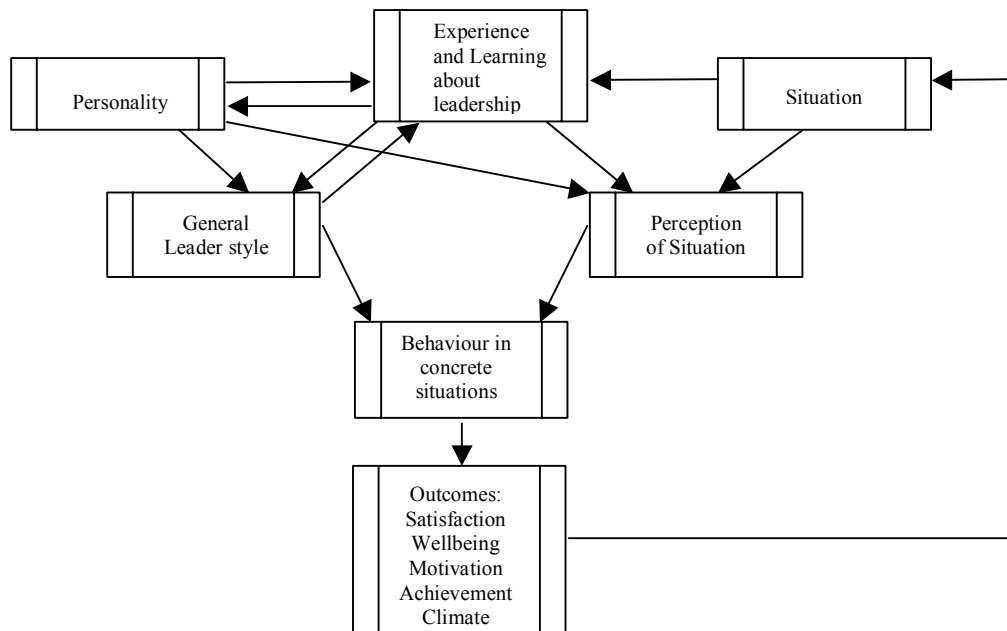 Experience
and Learning
about
leadership
Personality
Situation
General
Leader style
Perception
of Situation
Behaviour in
concrete
situations
Outcomes:
Satisfaction
Wellbeing
Motivation
Achievement
Climate